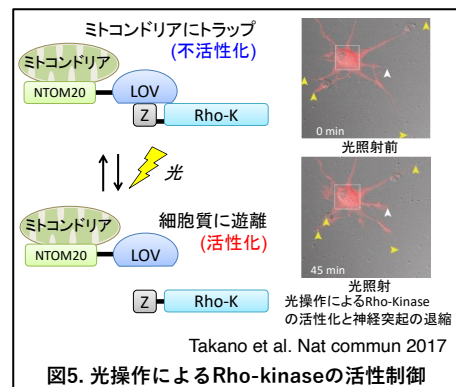 ミトコンドリアにトラップ
(不活性化)
ミトコンドリア
NTOM20
LOV
Z
Rho-K
光
0 min
光照射前
ミトコンドリア
NTOM20
LOV
細胞質に遊離
(活性化)
Z
Rho-K
45 min
光照射
光操作によるRho-Kinase
の活性化と神経突起の退縮
Takano et al. Nat commun 2017
図5. 光操作によるRho-kinaseの活性制御